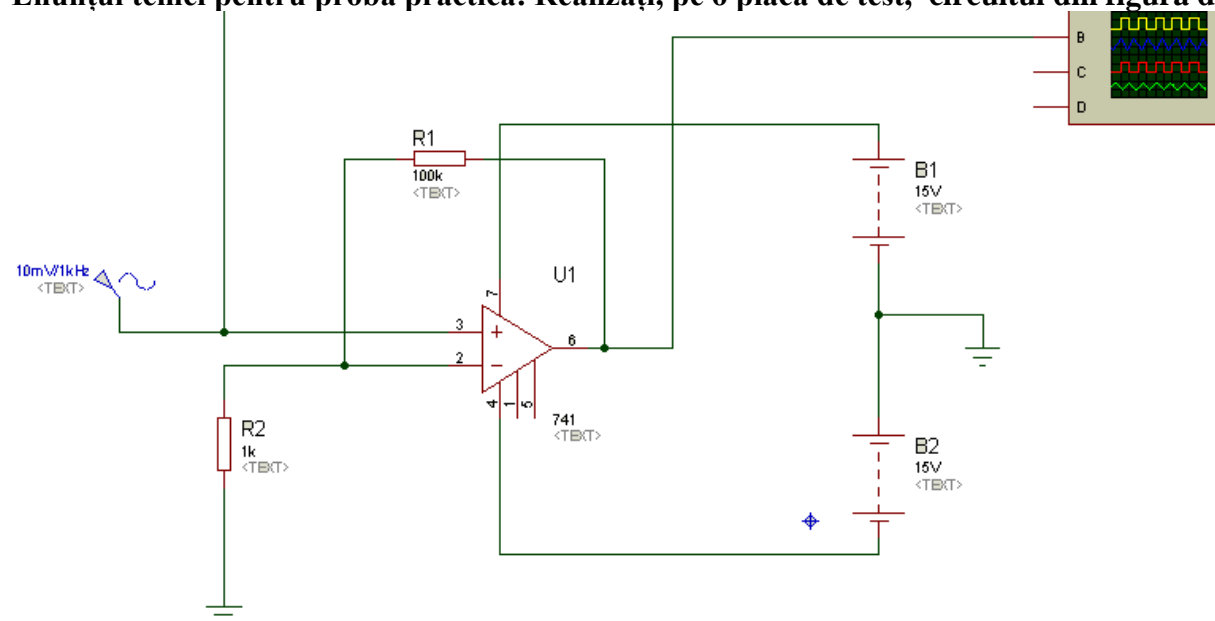 Enunțul temei pentru proba practică: Realizați, pe o placă de test, circuitul din figura d
B
C
D
R1
100k
<TEXT>
B1
15V
<TEXT>
10mV/1kHz
<TEXT>
U1
7
3
2
6
4
1
5
741
<TEXT>
R2
1k
<TEXT>
B2
15V
<TEXT>